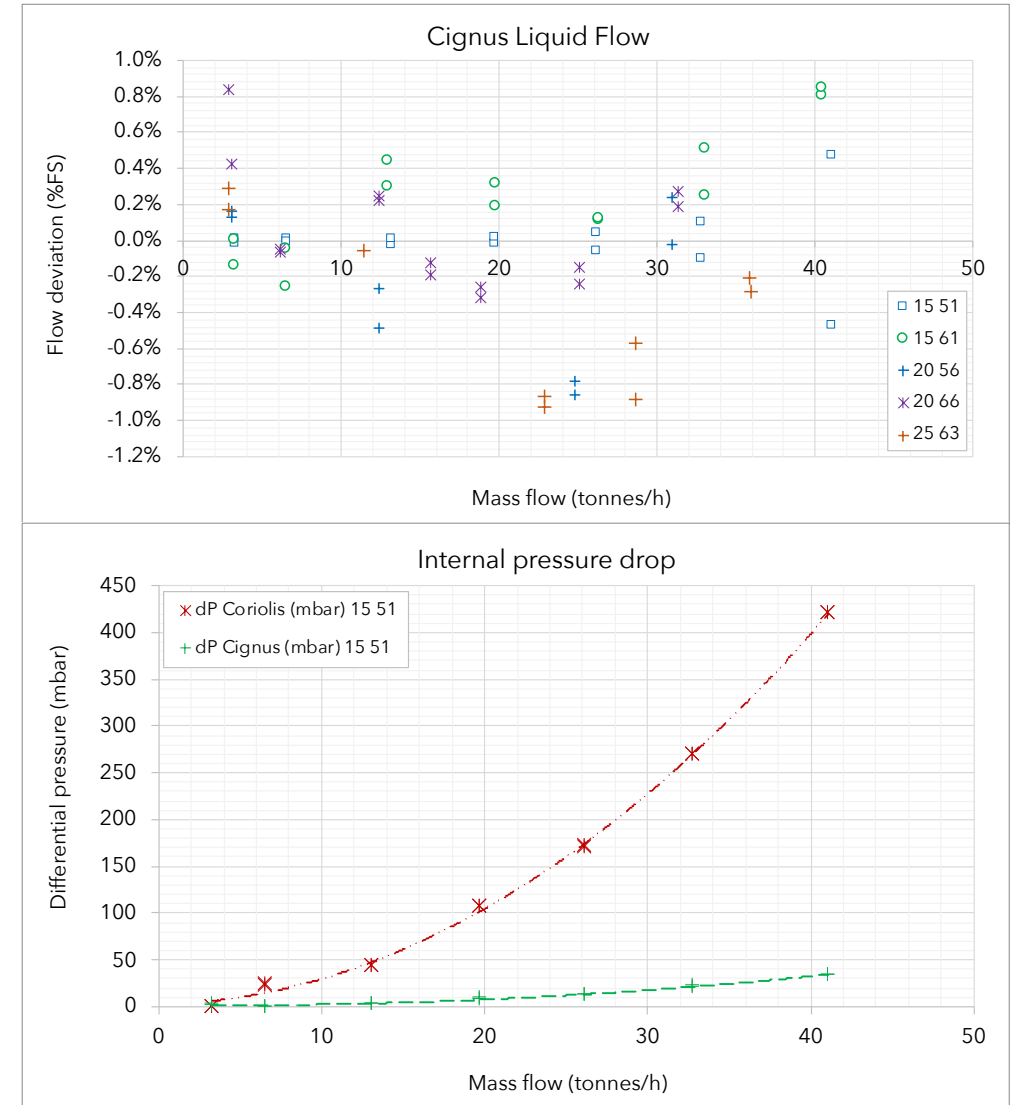 Cignus Liquid Flow
Flow deviation (%FS)
1.0%
0.8%
0.6%
0.4%
0.2%
0.0%
-0.2%
-0.4%
-0.6%
-0.8%
-1.0%
-1.2%
0 10 20 30 40 50
15 51
15 61
20 56
20 66
25 63
Mass flow (tonnes/h)
Internal pressure drop
Differential pressure (mbar)
450
400
350
300
250
200
150
100
50
0
dP Coriolis (mbar) 15 51
dP Cignus (mbar) 15 51
0 10 20 30 40 50
Mass flow (tonnes/h)